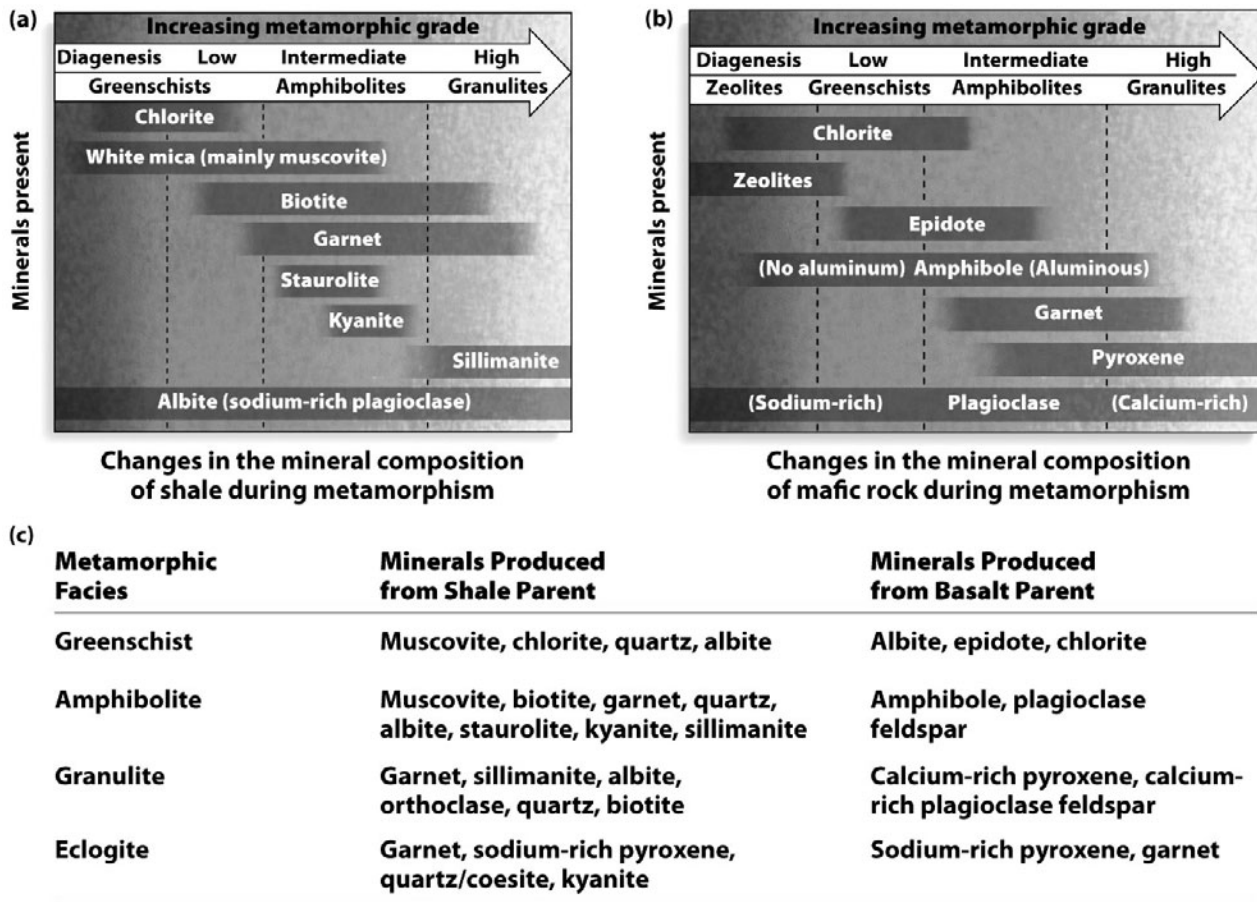 (a)
Increasing metamorphic grade
Diagenesis Low Intermediate High
Greenschists Amphibolites Granulites
Minerals present
Chlorite
White mica (mainly muscovite)
Biotite
Garnet
Staurolite
Kyanite
Sillimanite
Albite (sodium-rich plagioclase)
Changes in the mineral composition
of shale during metamorphism
(b)
Increasing metamorphic grade
Diagenesis Low Intermediate High
Zeolites Greenschists Amphibolites Granulites
Minerals present
Chlorite
Zeolites
Epidote
(No aluminum) Amphibole (Aluminous)
Garnet
Pyroxene
(Sodium-rich) Plagioclase (Calcium-rich)
Changes in the mineral composition
of mafic rock during metamorphism
(c)
Metamorphic Minerals Produced Minerals Produced
Facies from Shale Parent from Basalt Parent
Greenschist Muscovite, chlorite, quartz, albite Albite, epidote, chlorite
Amphibolite Muscovite, biotite, garnet, quartz, Amphibole, plagioclase
albite, staurolite, kyanite, sillimanite feldspar
Granulite Garnet, sillimanite, albite, Calcium-rich pyroxene, calcium-
orthoclase, quartz, biotite rich plagioclase feldspar
Eclogite Garnet, sodium-rich pyroxene, Sodium-rich pyroxene, garnet
quartz/coesite, kyanite